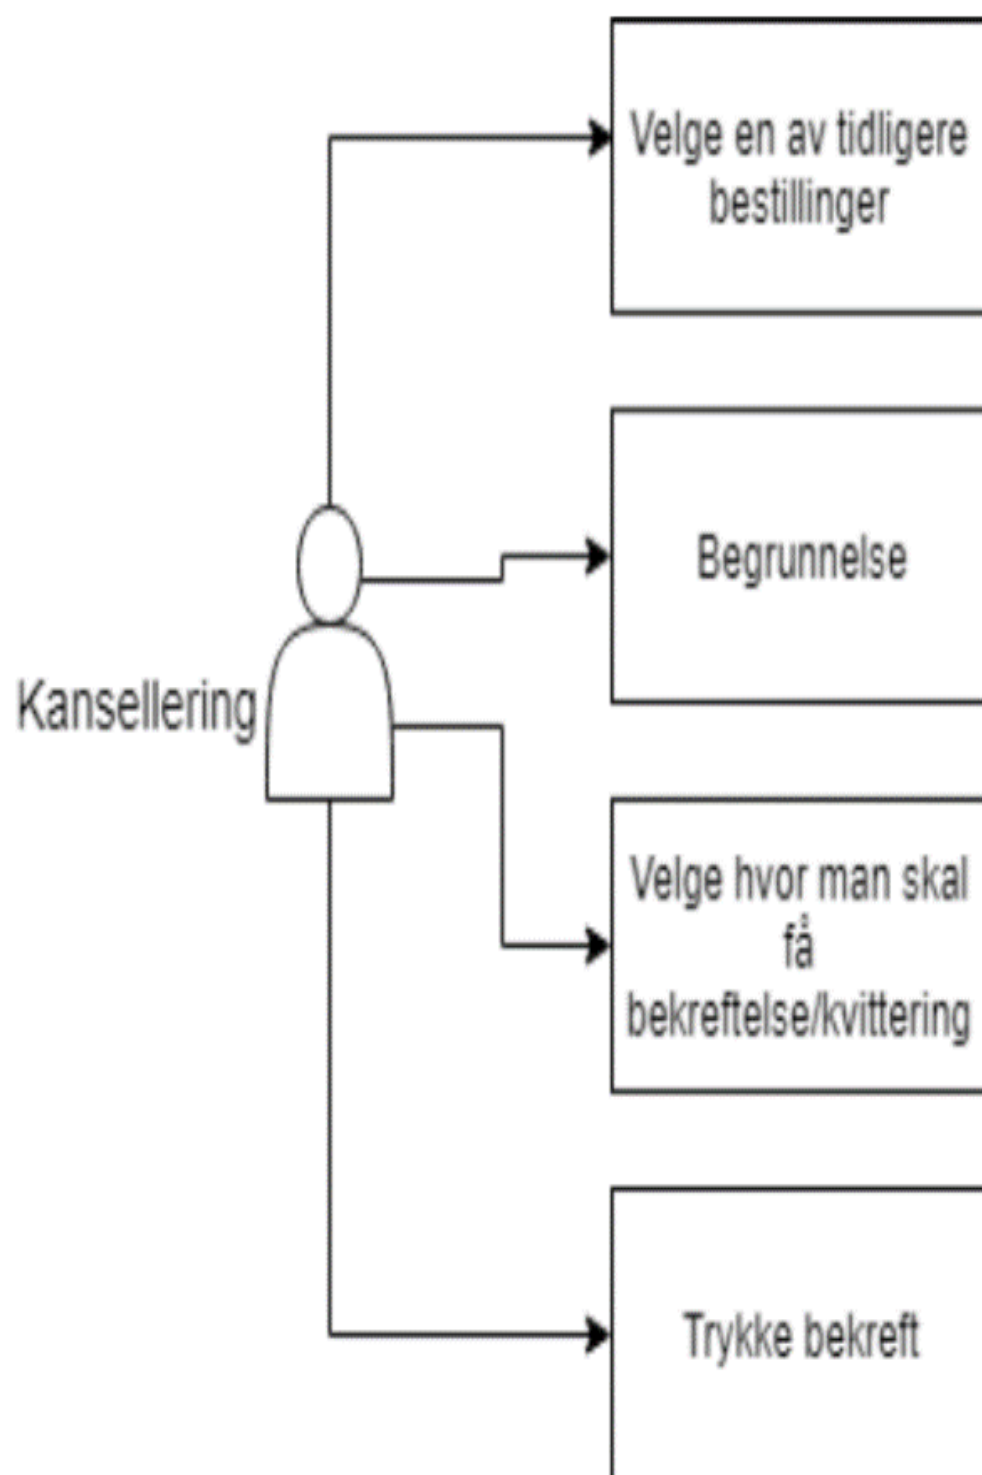 Velge en av tidligere
bestillinger
Begrunnelse
Kansellering
Velge hvor man skal
få
bekreftelse/kvittering
Trykke bekreft